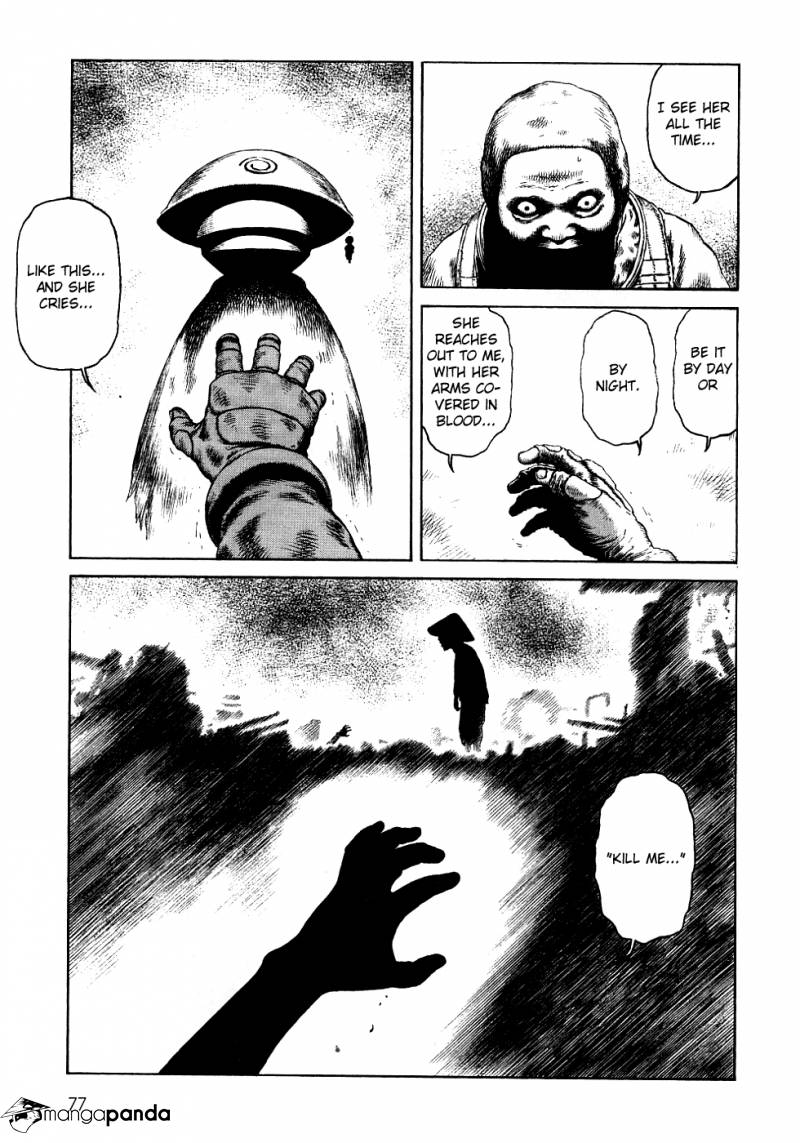 I SEE HER
ALL THE
TIME...
BE IT
BY DAY
OR
BY
NIGHT.
SHE
REACHES
OUT TO ME,
WITH HER
ARMS CO-
VERED IN
BLOOD...
LIKE THIS...
AND SHE
CRIES...
"KILL ME..."
77
mangapanda